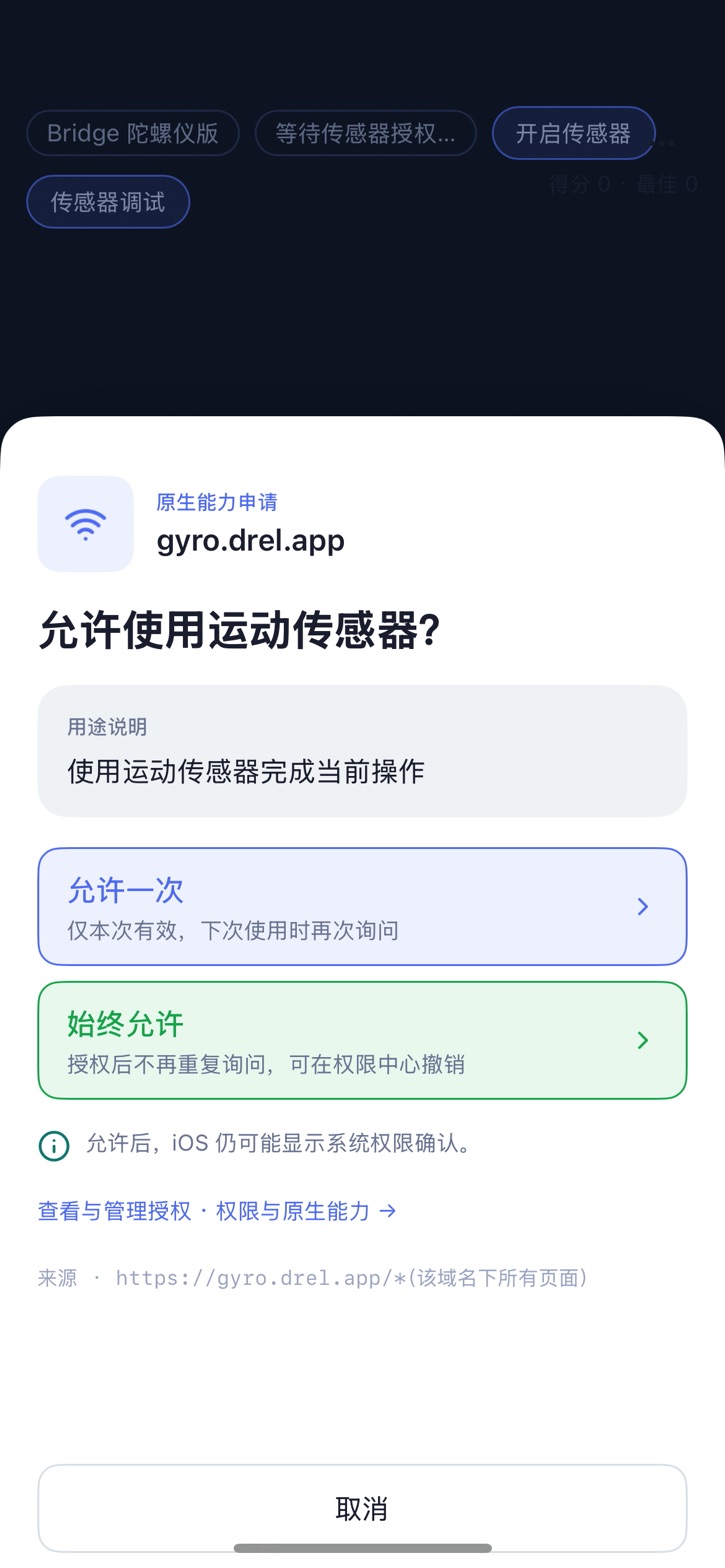 Bridge 陀螺仪版
等待传感器授权...
开启传感器
得分 0 · 最佳 0
传感器调试
原生能力申请
gyro.drel.app
允许使用运动传感器?
用途说明
使用运动传感器完成当前操作
允许一次
仅本次有效，下次使用时再次询问
始终允许
授权后不再重复询问，可在权限中心撤销
允许后，iOS 仍可能显示系统权限确认。
查看与管理授权 · 权限与原生能力 →
来源 · https://gyro.drel.app/*(该域名下所有页面)
取消